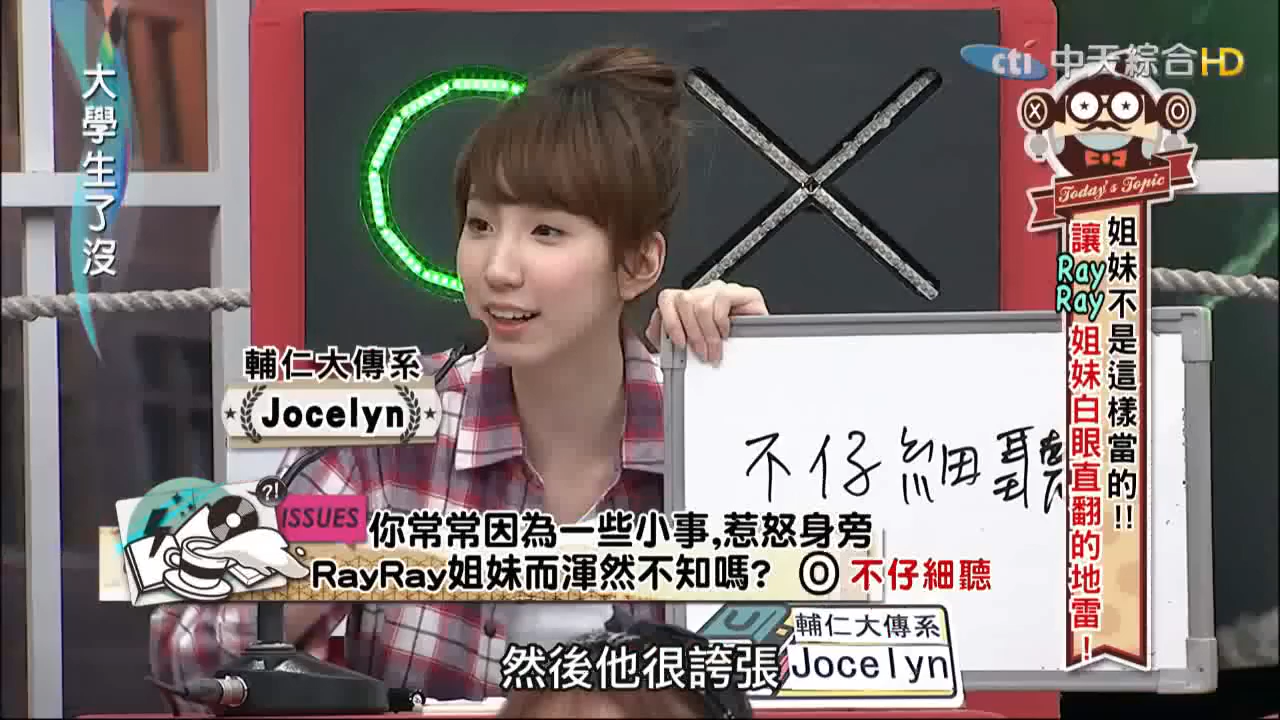 大學生了沒
cti 中天綜合HD
X
O
Today's Topic
姐妹不是這樣當的!!
讓RayRay姐妹白眼直翻的地雷!
輔仁大傳系
Jocelyn
不仔細聽
?!
ISSUES
你常常因為一些小事,惹怒身旁
RayRay姐妹而渾然不知嗎? O 不仔細聽
輔仁大傳系
Jocelyn
然後他很誇張